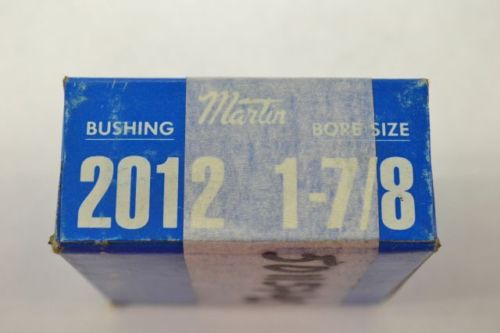 Martin
BUSHING BORE SIZE
2012 1-7/8